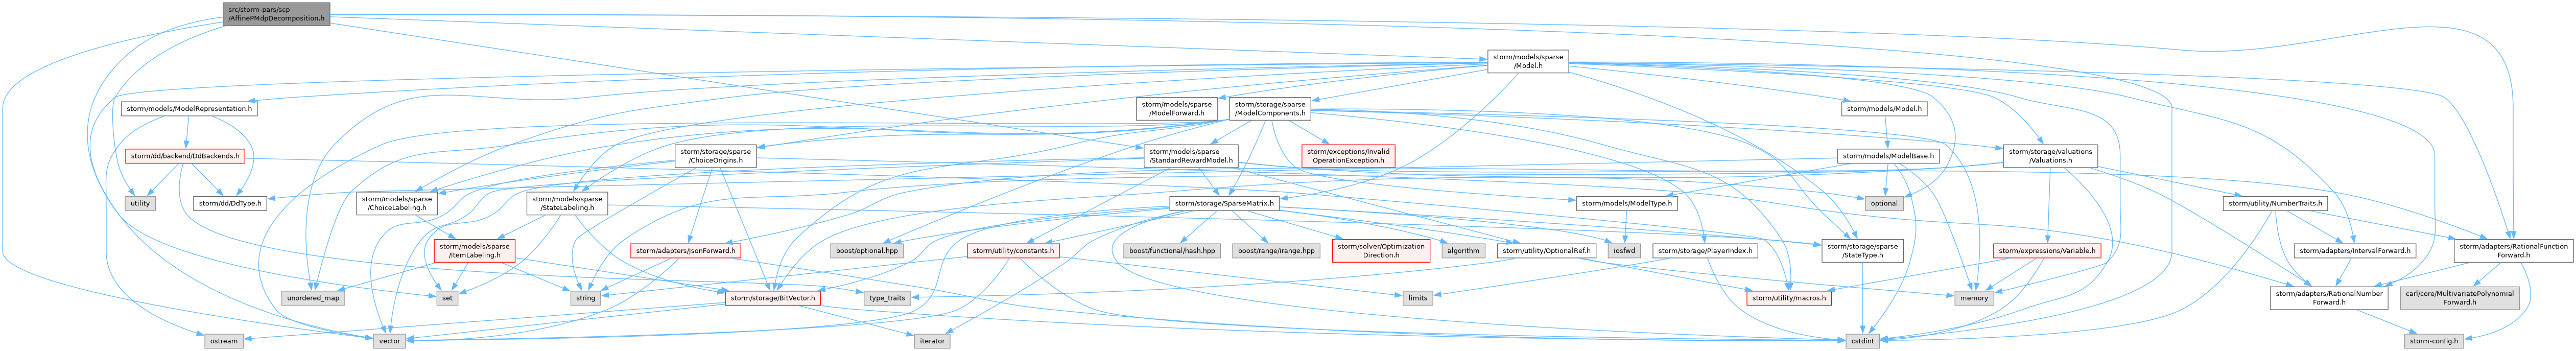 src/storm-pars/scp
/AffinePMdpDecomposition.h
storm/models/sparse
/Model.h
storm/models/ModelRepresentation.h
storm/models/sparse
/ModelForward.h
storm/storage/sparse
/ModelComponents.h
storm/models/Model.h
storm/dd/backend/DdBackends.h
storm/storage/sparse
/ChoiceOrigins.h
storm/models/sparse
/StandardRewardModel.h
storm/exceptions/Invalid
OperationException.h
storm/models/ModelBase.h
storm/storage/valuations
/Valuations.h
utility
storm/dd/DdType.h
storm/models/sparse
/ChoiceLabeling.h
storm/models/sparse
/StateLabeling.h
storm/storage/SparseMatrix.h
storm/models/ModelType.h
optional
storm/utility/NumberTraits.h
storm/models/sparse
/ItemLabeling.h
storm/adapters/JsonForward.h
boost/optional.hpp
storm/utility/constants.h
boost/functional/hash.hpp
boost/range/irange.hpp
storm/solver/Optimization
Direction.h
algorithm
storm/utility/OptionalRef.h
iosfwd
storm/storage/PlayerIndex.h
storm/storage/sparse
/StateType.h
storm/expressions/Variable.h
storm/adapters/IntervalForward.h
storm/adapters/RationalFunction
Forward.h
unordered_map
set
string
storm/storage/BitVector.h
type_traits
limits
storm/utility/macros.h
memory
storm/adapters/RationalNumber
Forward.h
carl/core/MultivariatePolynomial
Forward.h
ostream
vector
iterator
cstdint
storm-config.h